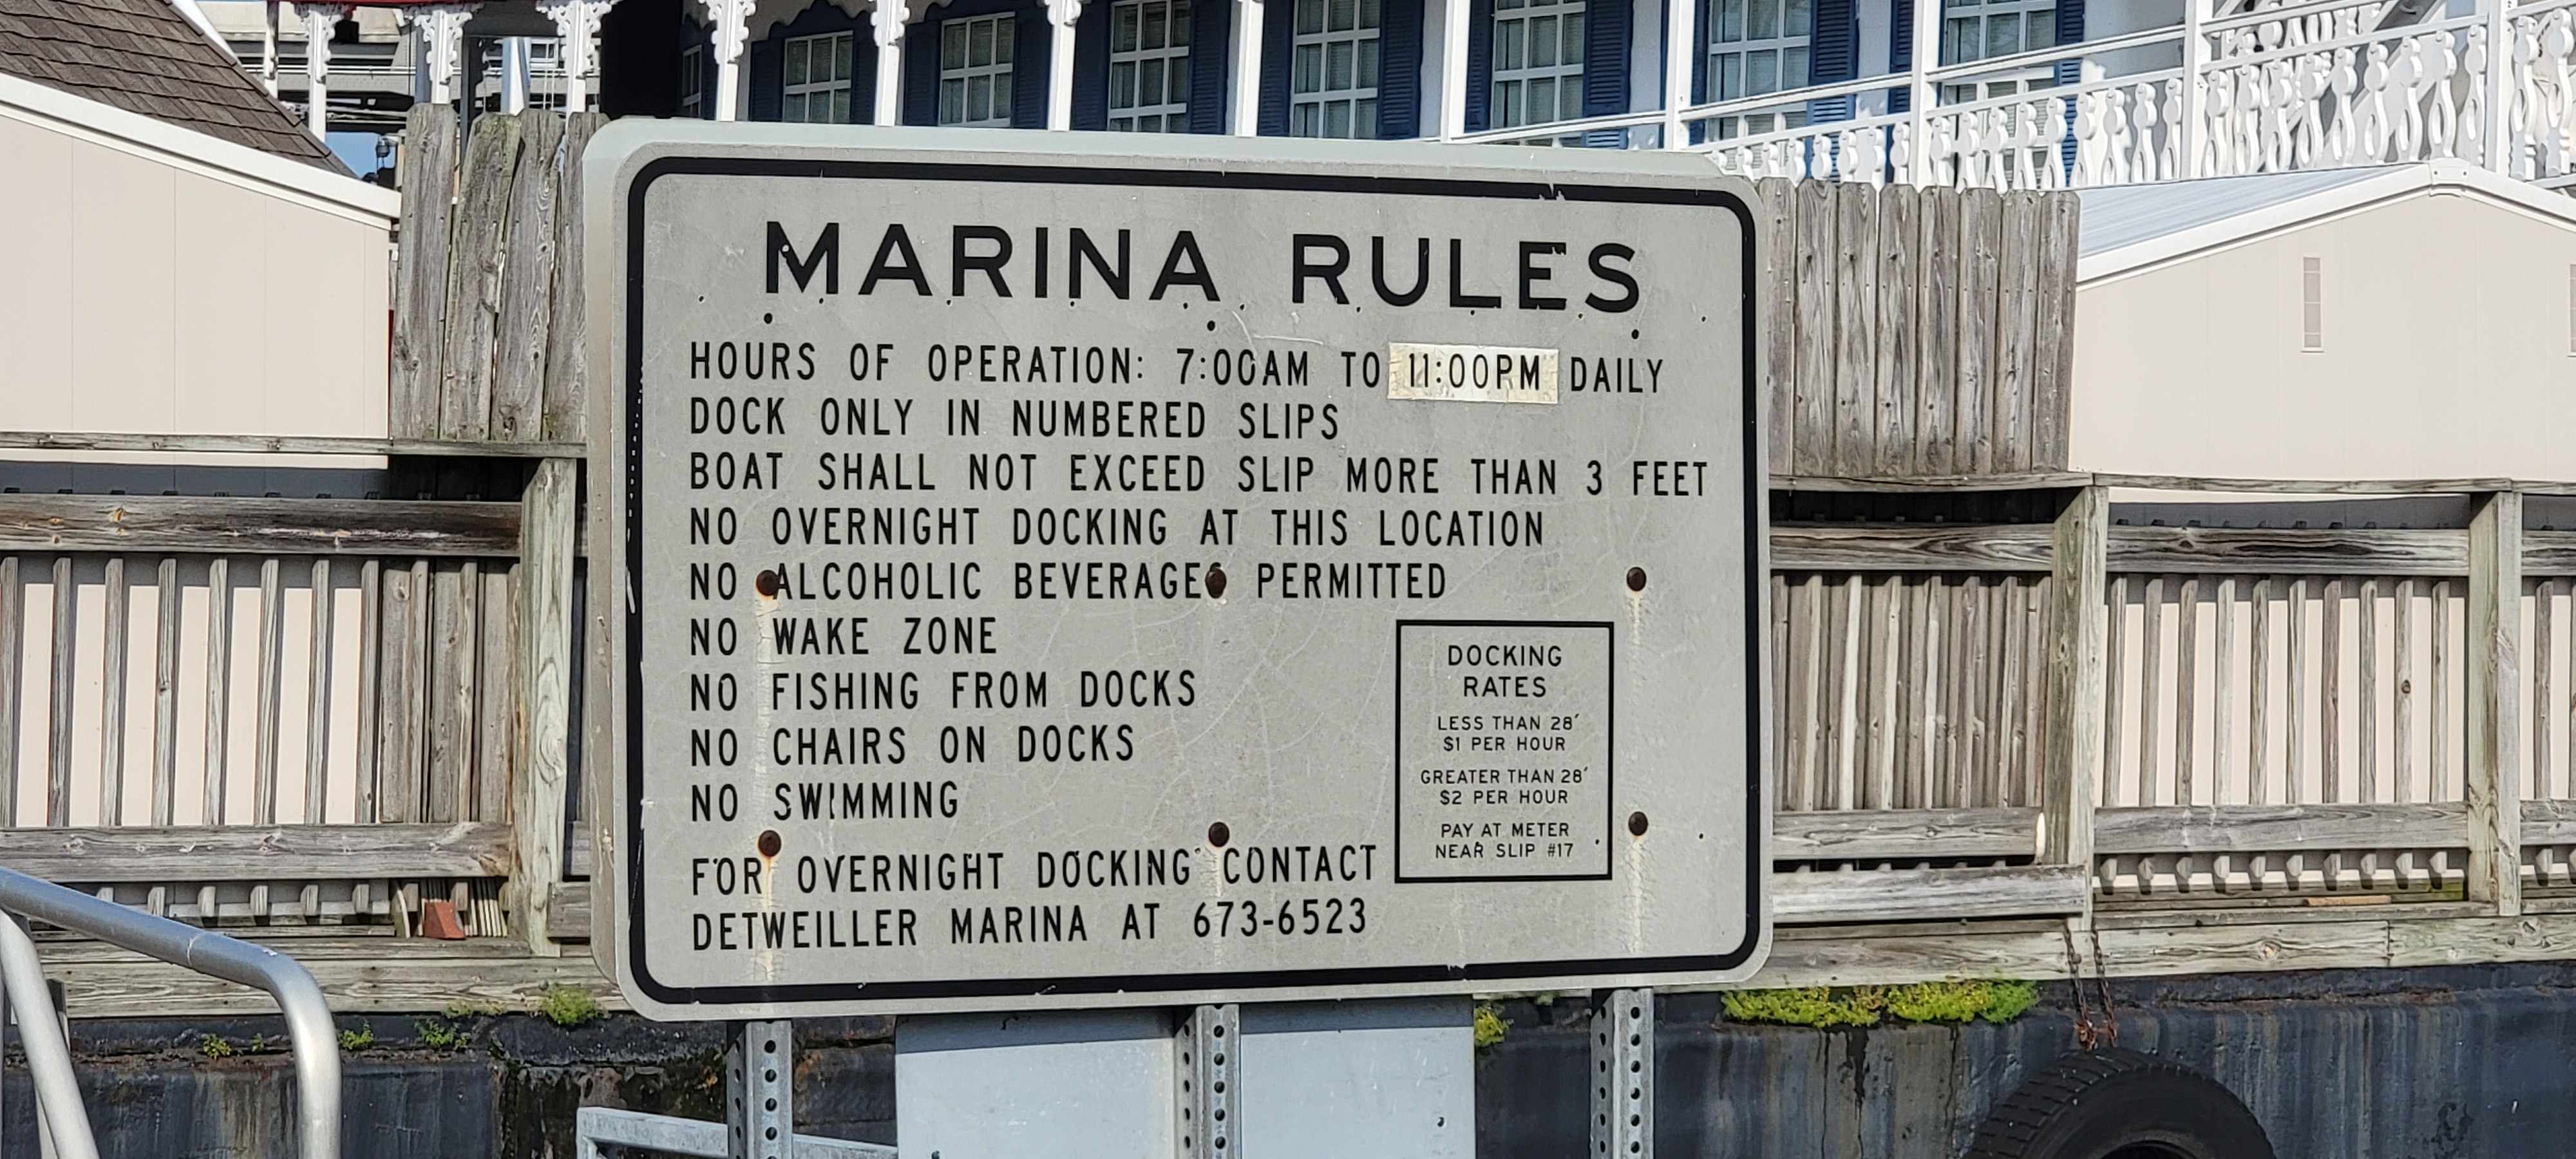 MARINA RULES
HOURS OF OPERATION: 7:00AM TO 11:00PM DAILY
DOCK ONLY IN NUMBERED SLIPS
BOAT SHALL NOT EXCEED SLIP MORE THAN 3 FEET
NO OVERNIGHT DOCKING AT THIS LOCATION
NO ALCOHOLIC BEVERAGES PERMITTED
NO WAKE ZONE
NO FISHING FROM DOCKS
NO CHAIRS ON DOCKS
NO SWIMMING
FOR OVERNIGHT DOCKING CONTACT
DETWEILLER MARINA AT 673-6523
DOCKING
RATES
LESS THAN 28'
$1 PER HOUR
GREATER THAN 28'
$2 PER HOUR
PAY AT METER
NEAR SLIP #17